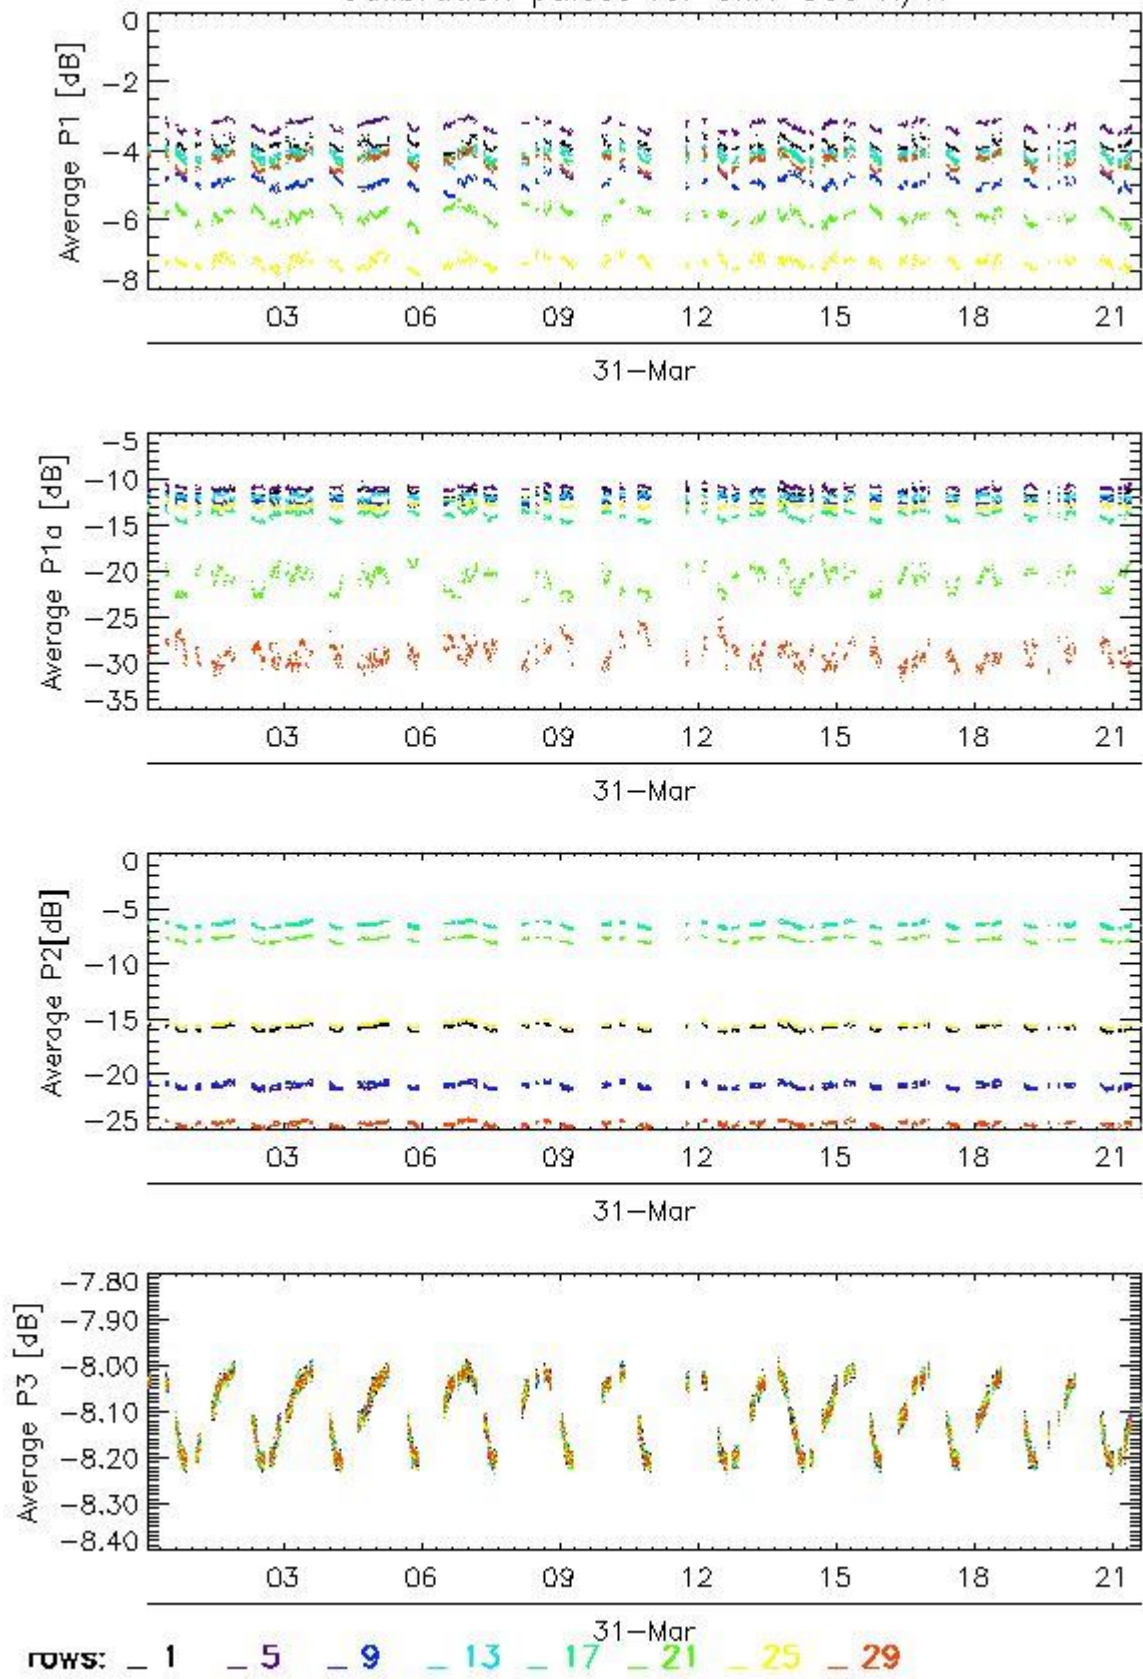 Average P1 [dB]
0
-2
-4
-6
-8
03 06 09 12 15 18 21
31-Mar
Average P1a [dB]
-5
-10
-15
-20
-25
-30
-35
03 06 09 12 15 18 21
31-Mar
Average P2[dB]
0
-5
-10
-15
-20
-25
03 06 09 12 15 18 21
31-Mar
Average P3 [dB]
-7.80
-7.90
-8.00
-8.10
-8.20
-8.30
-8.40
03 06 09 12 15 18 21
31-Mar
rows: _ 1 _ 5 _ 9 _ 13 _ 17 _ 21 _ 25 _ 29